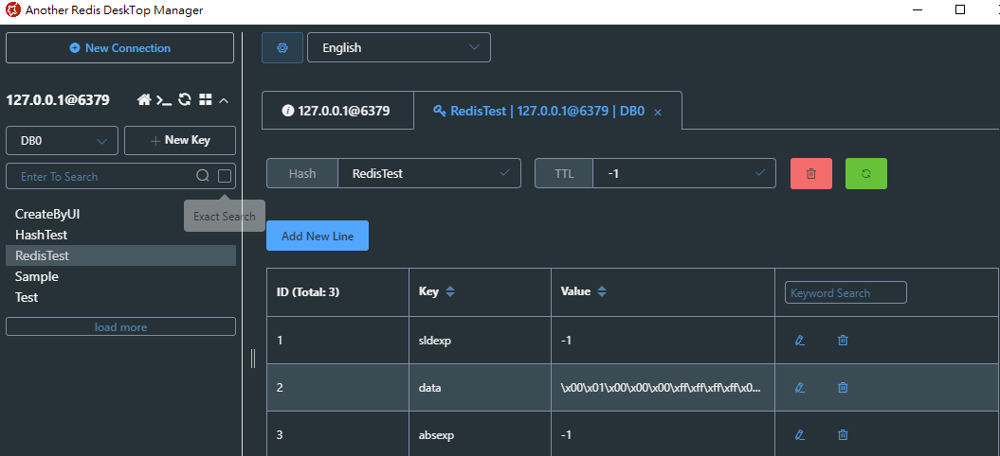 Another Redis DeskTop Manager
New Connection
English
127.0.0.1@6379
127.0.0.1@6379
RedisTest | 127.0.0.1@6379 | DB0 ×
DB0
New Key
Enter To Search
Exact Search
CreateByUI
HashTest
RedisTest
Sample
Test
load more
Hash RedisTest
TTL -1
Add New Line
ID (Total: 3) Key Value Keyword Search
1 sldexp -1
2 data \x00\x01\x00\x00\x00\xff\xff\xff\xff\x0...
3 absexp -1